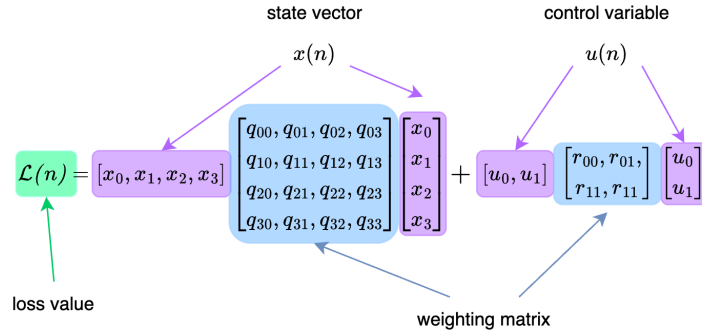 state vector
control variable
x(n)
u(n)
ℒ(n) = [x₀, x₁, x₂, x₃] [q₀₀, q₀₁, q₀₂, q₀₃ [x₀ + [u₀, u₁] [r₀₀, r₀₁, [u₀
q₁₀, q₁₁, q₁₂, q₁₃ x₁ r₁₁, r₁₁] u₁]
q₂₀, q₂₁, q₂₂, q₂₃ x₂
q₃₀, q₃₁, q₃₂, q₃₃] x₃]
loss value
weighting matrix